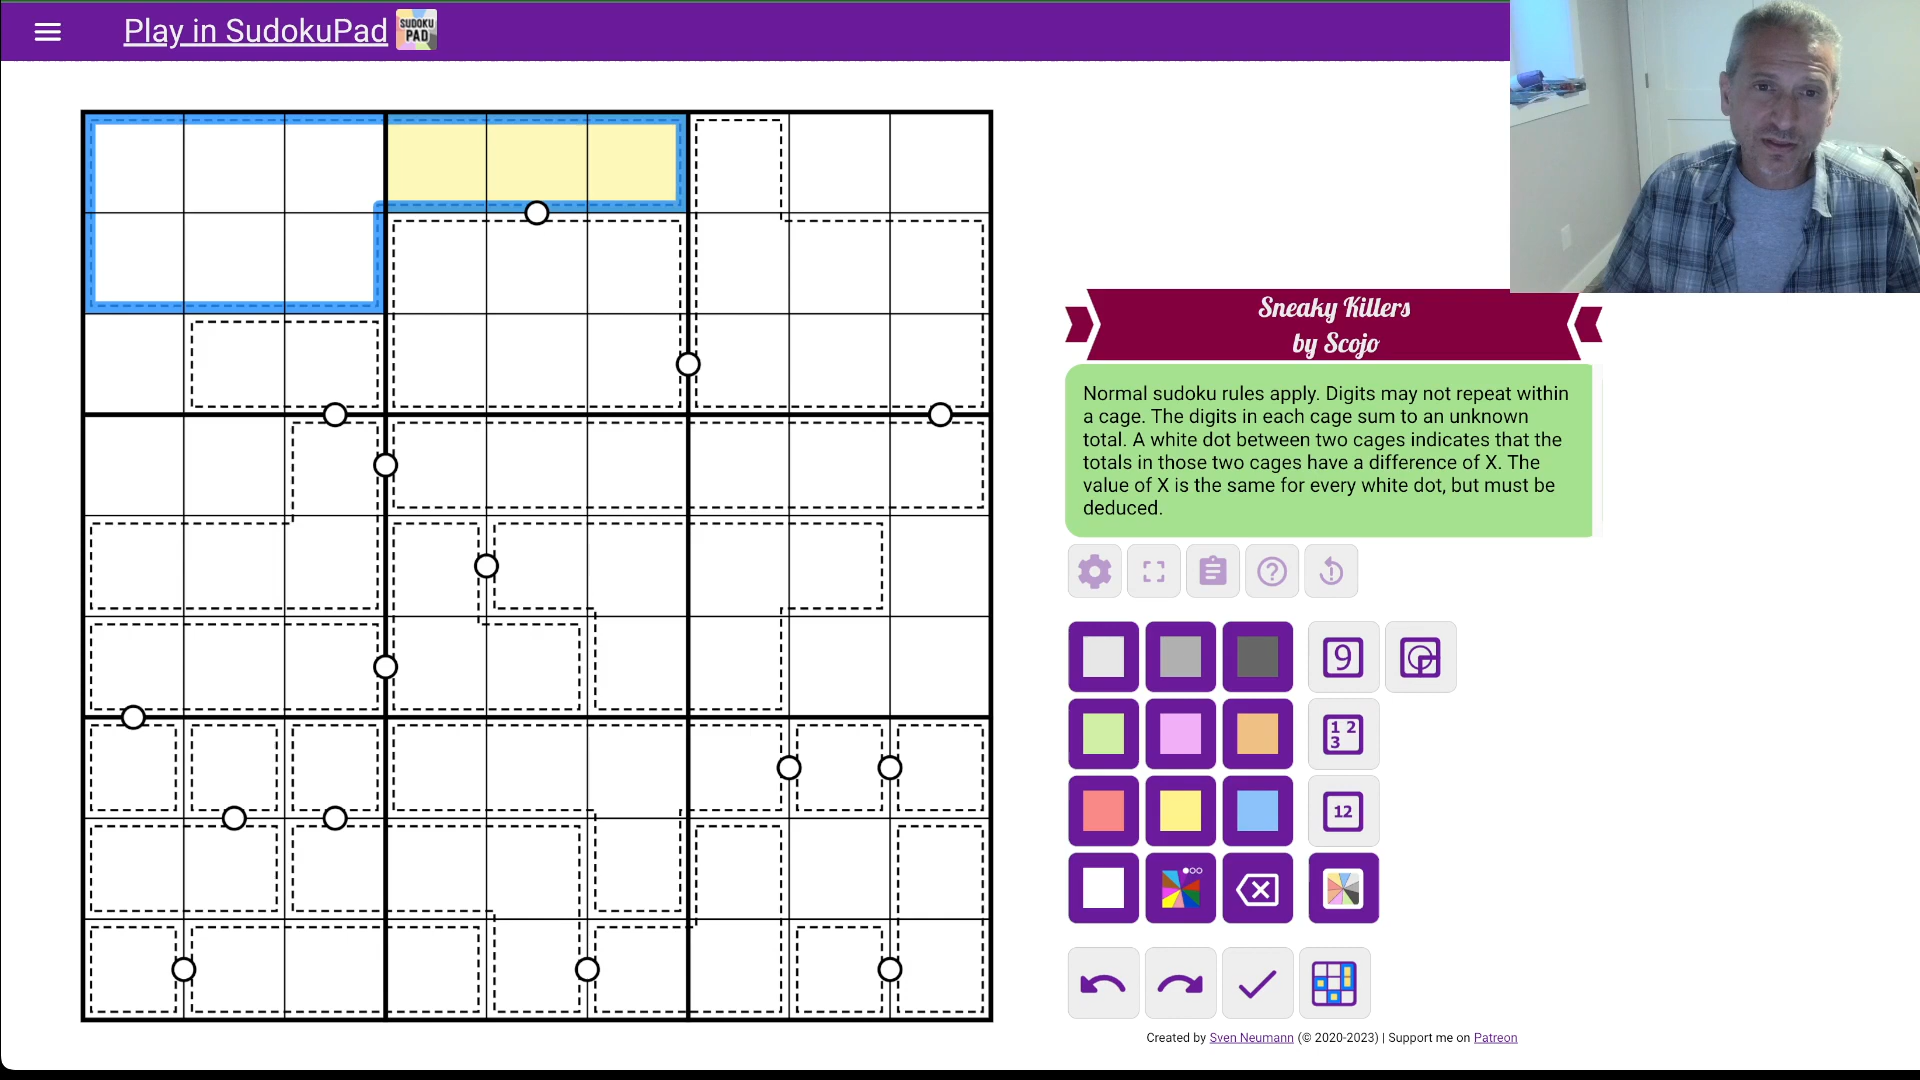 Play in SudokuPad
SUDOKU
PAD
Sneaky Killers
by Scojo
Normal sudoku rules apply. Digits may not repeat within
a cage. The digits in each cage sum to an unknown
total. A white dot between two cages indicates that the
totals in those two cages have a difference of X. The
value of X is the same for every white dot, but must be
deduced.
9
1 2
3
12
Created by Sven Neumann (© 2020-2023) | Support me on Patreon